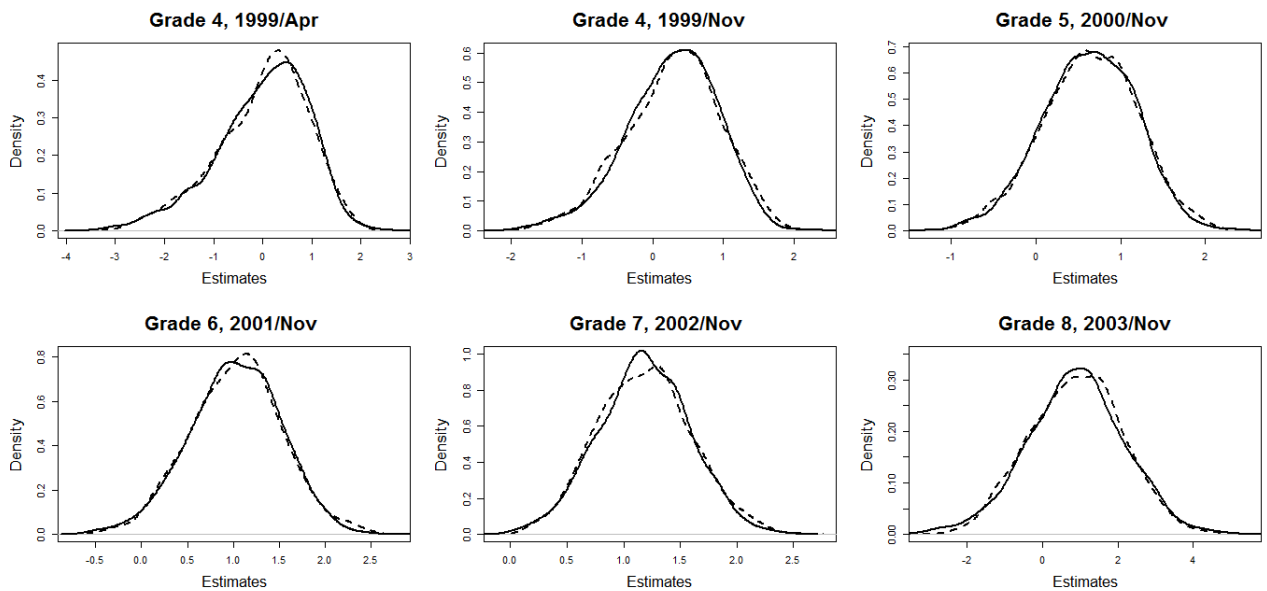 Grade 4, 1999/Apr
Density
0.0 0.1 0.2 0.3 0.4
-4 -3 -2 -1 0 1 2 3
Estimates
Grade 4, 1999/Nov
Density
0.0 0.1 0.2 0.3 0.4 0.5 0.6
-2 -1 0 1 2
Estimates
Grade 5, 2000/Nov
Density
0.0 0.1 0.2 0.3 0.4 0.5 0.6 0.7
-1 0 1 2
Estimates
Grade 6, 2001/Nov
Density
0.0 0.2 0.4 0.6 0.8
-0.5 0.0 0.5 1.0 1.5 2.0 2.5
Estimates
Grade 7, 2002/Nov
Density
0.0 0.2 0.4 0.6 0.8 1.0
0.0 0.5 1.0 1.5 2.0 2.5
Estimates
Grade 8, 2003/Nov
Density
0.00 0.10 0.20 0.30
-2 0 2 4
Estimates